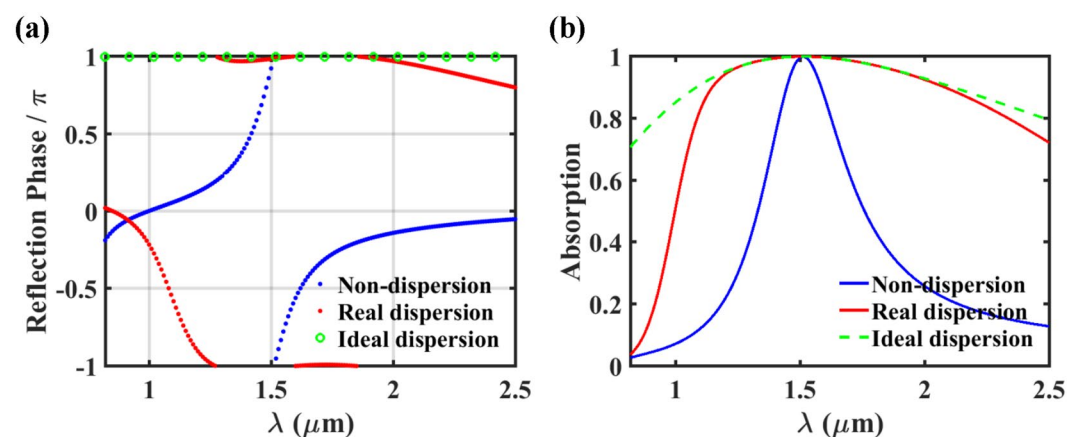 (a)
Reflection Phase / π
1
0.5
0
-0.5
-1
1
1.5
2
2.5
λ (μm)
Non-dispersion
Real dispersion
Ideal dispersion
(b)
Absorption
1
0.8
0.6
0.4
0.2
0
1
1.5
2
2.5
λ (μm)
Non-dispersion
Real dispersion
Ideal dispersion